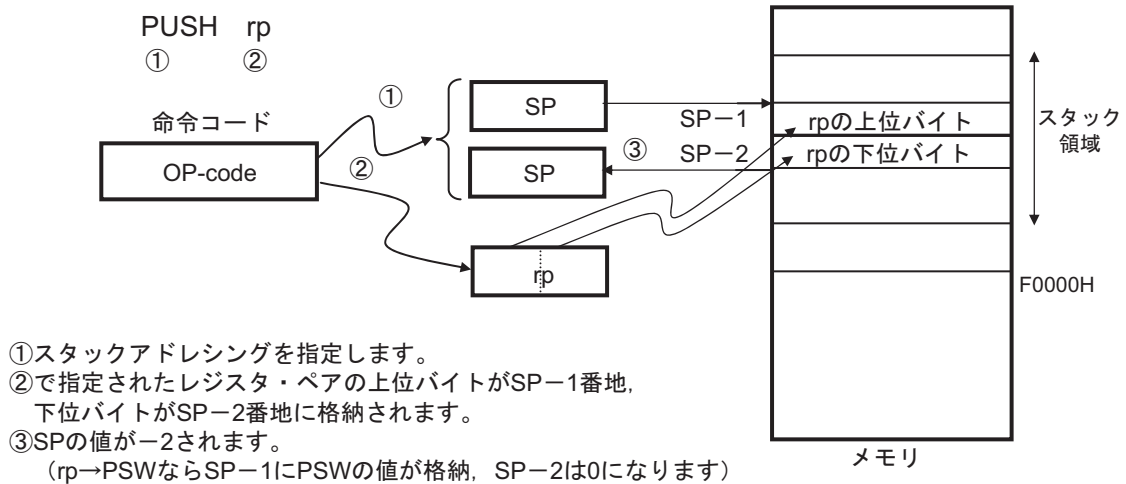 PUSH rp
① ②
命令コード
OP-code
①
②
SP
SP
③
rp
SP－1
SP－2
rpの上位バイト
rpの下位バイト
スタック
領域
F0000H
メモリ
①スタックアドレシングを指定します。
②で指定されたレジスタ・ペアの上位バイトがSP－1番地，
下位バイトがSP－2番地に格納されます。
③SPの値が－2されます。
（rp→PSWならSP－1にPSWの値が格納，SP－2は0になります）